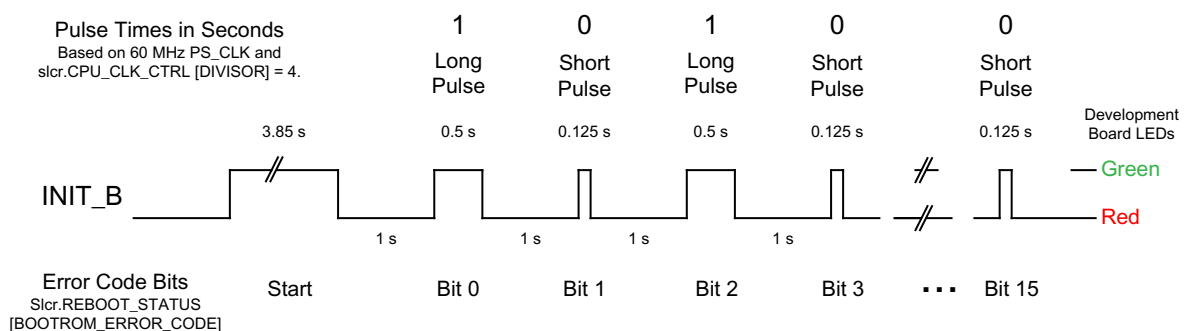 Pulse Times in Seconds
Based on 60 MHz PS_CLK and
slcr.CPU_CLK_CTRL [DIVISOR] = 4.
1 0 1 0 0
Long Short Long Short Short
Pulse Pulse Pulse Pulse Pulse
Development
Board LEDs
3.85 s 0.5 s 0.125 s 0.5 s 0.125 s 0.125 s
Green
INIT_B
Red
1 s 1 s 1 s 1 s
Error Code Bits
Slcr.REBOOT_STATUS
[BOOTROM_ERROR_CODE]
Start Bit 0 Bit 1 Bit 2 Bit 3 ... Bit 15